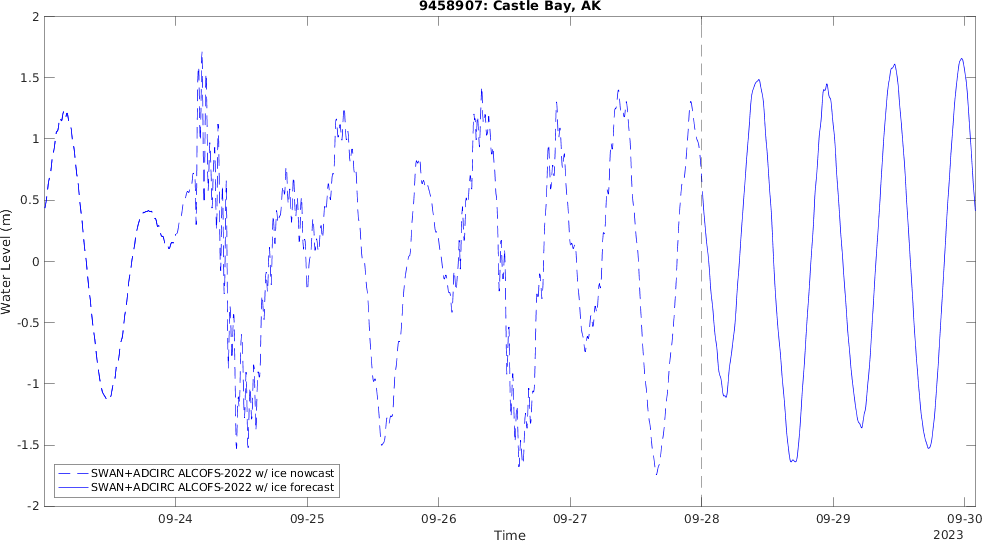 9458907: Castle Bay, AK
2
1.5
1
0.5
0
-0.5
-1
-1.5
-2
Water Level (m)
SWAN+ADCIRC ALCOFS-2022 w/ ice nowcast
SWAN+ADCIRC ALCOFS-2022 w/ ice forecast
09-24 09-25 09-26 09-27 09-28 09-29 09-30
Time
2023